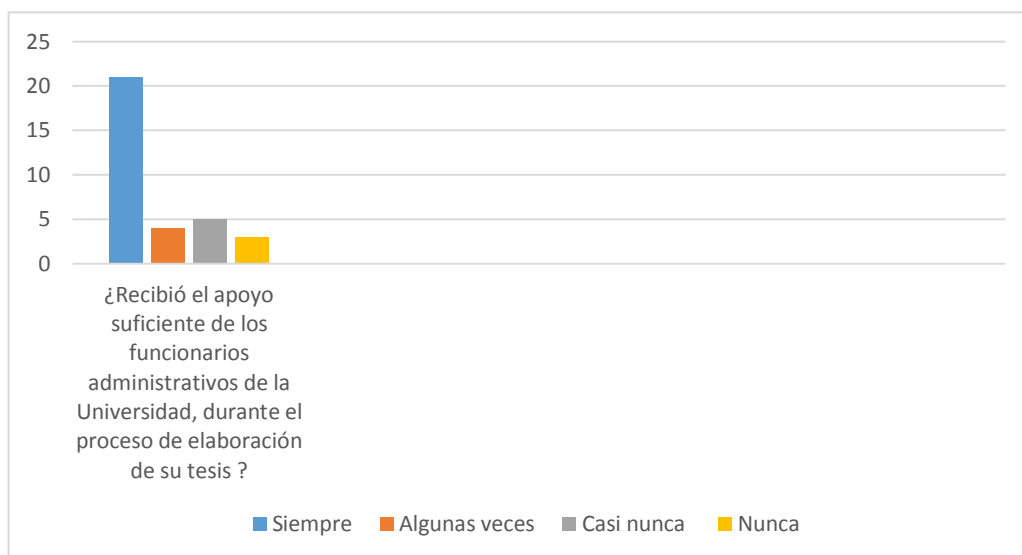 25
20
15
10
5
0
¿Recibió el apoyo
suficiente de los
funcionarios
administrativos de la
Universidad, durante el
proceso de elaboración
de su tesis ?
Siempre Algunas veces Casi nunca Nunca